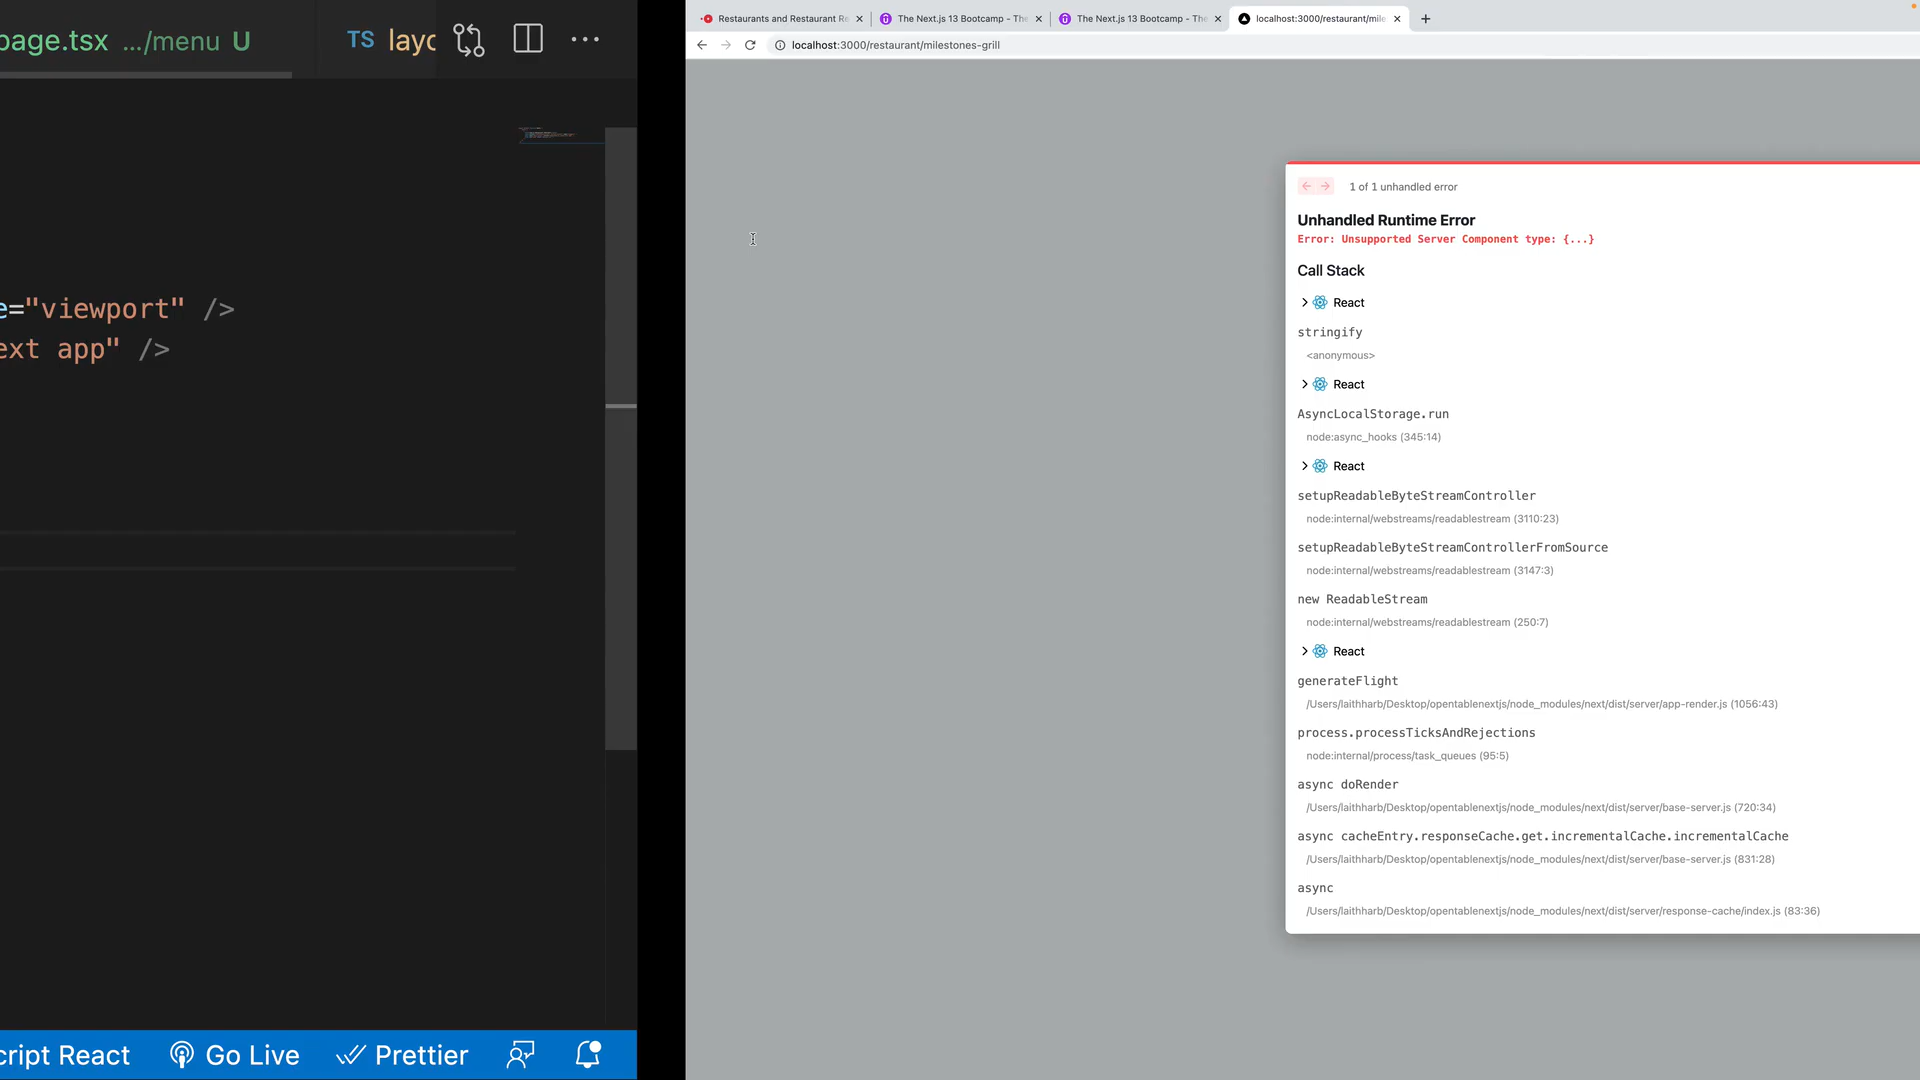 page.tsx .../menu U
TS layc
e="viewport" />
ext app" />
cript React Go Live Prettier
Restaurants and Restaurant Re
The Next.js 13 Bootcamp - The
The Next.js 13 Bootcamp - The
localhost:3000/restaurant/mile
localhost:3000/restaurant/milestones-grill
1 of 1 unhandled error
Unhandled Runtime Error
Error: Unsupported Server Component type: {...}
Call Stack
React
stringify
<anonymous>
React
AsyncLocalStorage.run
node:async_hooks (345:14)
React
setupReadableByteStreamController
node:internal/webstreams/readablestream (3110:23)
setupReadableByteStreamControllerFromSource
node:internal/webstreams/readablestream (3147:3)
new ReadableStream
node:internal/webstreams/readablestream (250:7)
React
generateFlight
/Users/laithharb/Desktop/opentablenextjs/node_modules/next/dist/server/app-render.js (1056:43)
process.processTicksAndRejections
node:internal/process/task_queues (95:5)
async doRender
/Users/laithharb/Desktop/opentablenextjs/node_modules/next/dist/server/base-server.js (720:34)
async cacheEntry.responseCache.get.incrementalCache.incrementalCache
/Users/laithharb/Desktop/opentablenextjs/node_modules/next/dist/server/base-server.js (831:28)
async
/Users/laithharb/Desktop/opentablenextjs/node_modules/next/dist/server/response-cache/index.js (83:36)